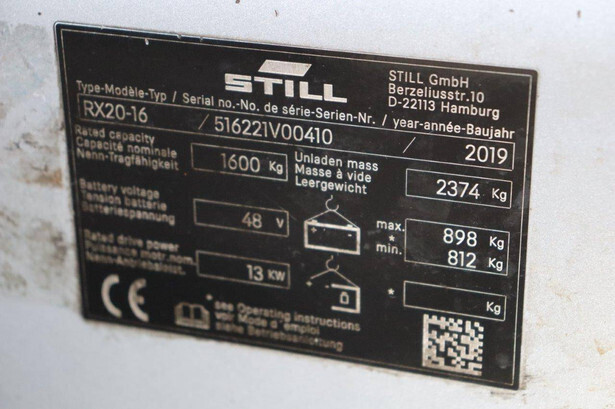 STILL
STILL GmbH
Berzeliusstr.10
D-22113 Hamburg
Type-Modèle-Typ / Serial no.-No. de série-Serien-Nr. / year-année-Baujahr
RX20-16 / 516221V00410 / 2019
Rated capacity
Capacité nominale
Nenn-Tragfähigkeit
1600 Kg
Unladen mass
Masse à vide
Leergewicht
2374 Kg
Battery voltage
Tension batterie
Batteriespannung
48 V
max. 898 Kg
*
min. 812 Kg
Rated drive power
Puissance motr.nom.
Nenn-Antriebsleist.
13 KW
* Kg
CE
*see Operating instructions
voir Mode d'emploi
siehe Betriebsanleitung